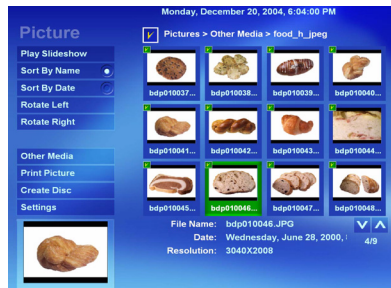 Monday, December 20, 2004, 6:04:00 PM
Picture
V Pictures > Other Media > food_h_jpeg
Play Slideshow
Sort By Name
Sort By Date
Rotate Left
Rotate Right
Other Media
Print Picture
Create Disc
Settings
bdp010037...
bdp010038...
bdp010039...
bdp010040...
bdp010041...
bdp010042...
bdp010043...
bdp010044...
bdp010045...
bdp010046...
bdp010047...
bdp010048...
File Name: bdp010046.JPG
Date: Wednesday, June 28, 2000,
4/9
Resolution: 3040X2008